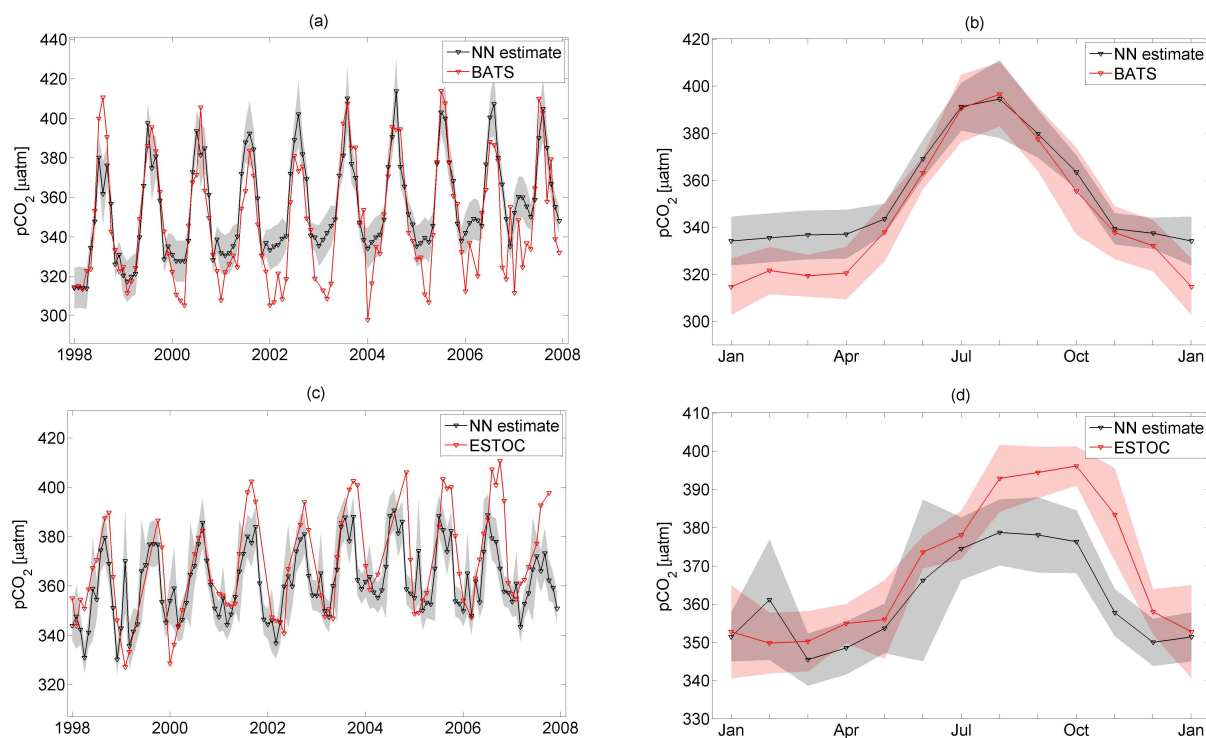 (a)
pCO₂ [μatm]
440
420
400
380
360
340
320
300
1998
2000
2002
2004
2006
2008
NN estimate
BATS
(b)
pCO₂ [μatm]
420
400
380
360
340
320
300
Jan
Apr
Jul
Oct
Jan
NN estimate
BATS
(c)
pCO₂ [μatm]
420
400
380
360
340
320
1998
2000
2002
2004
2006
2008
NN estimate
ESTOC
(d)
pCO₂ [μatm]
410
400
390
380
370
360
350
340
330
Jan
Apr
Jul
Oct
Jan
NN estimate
ESTOC